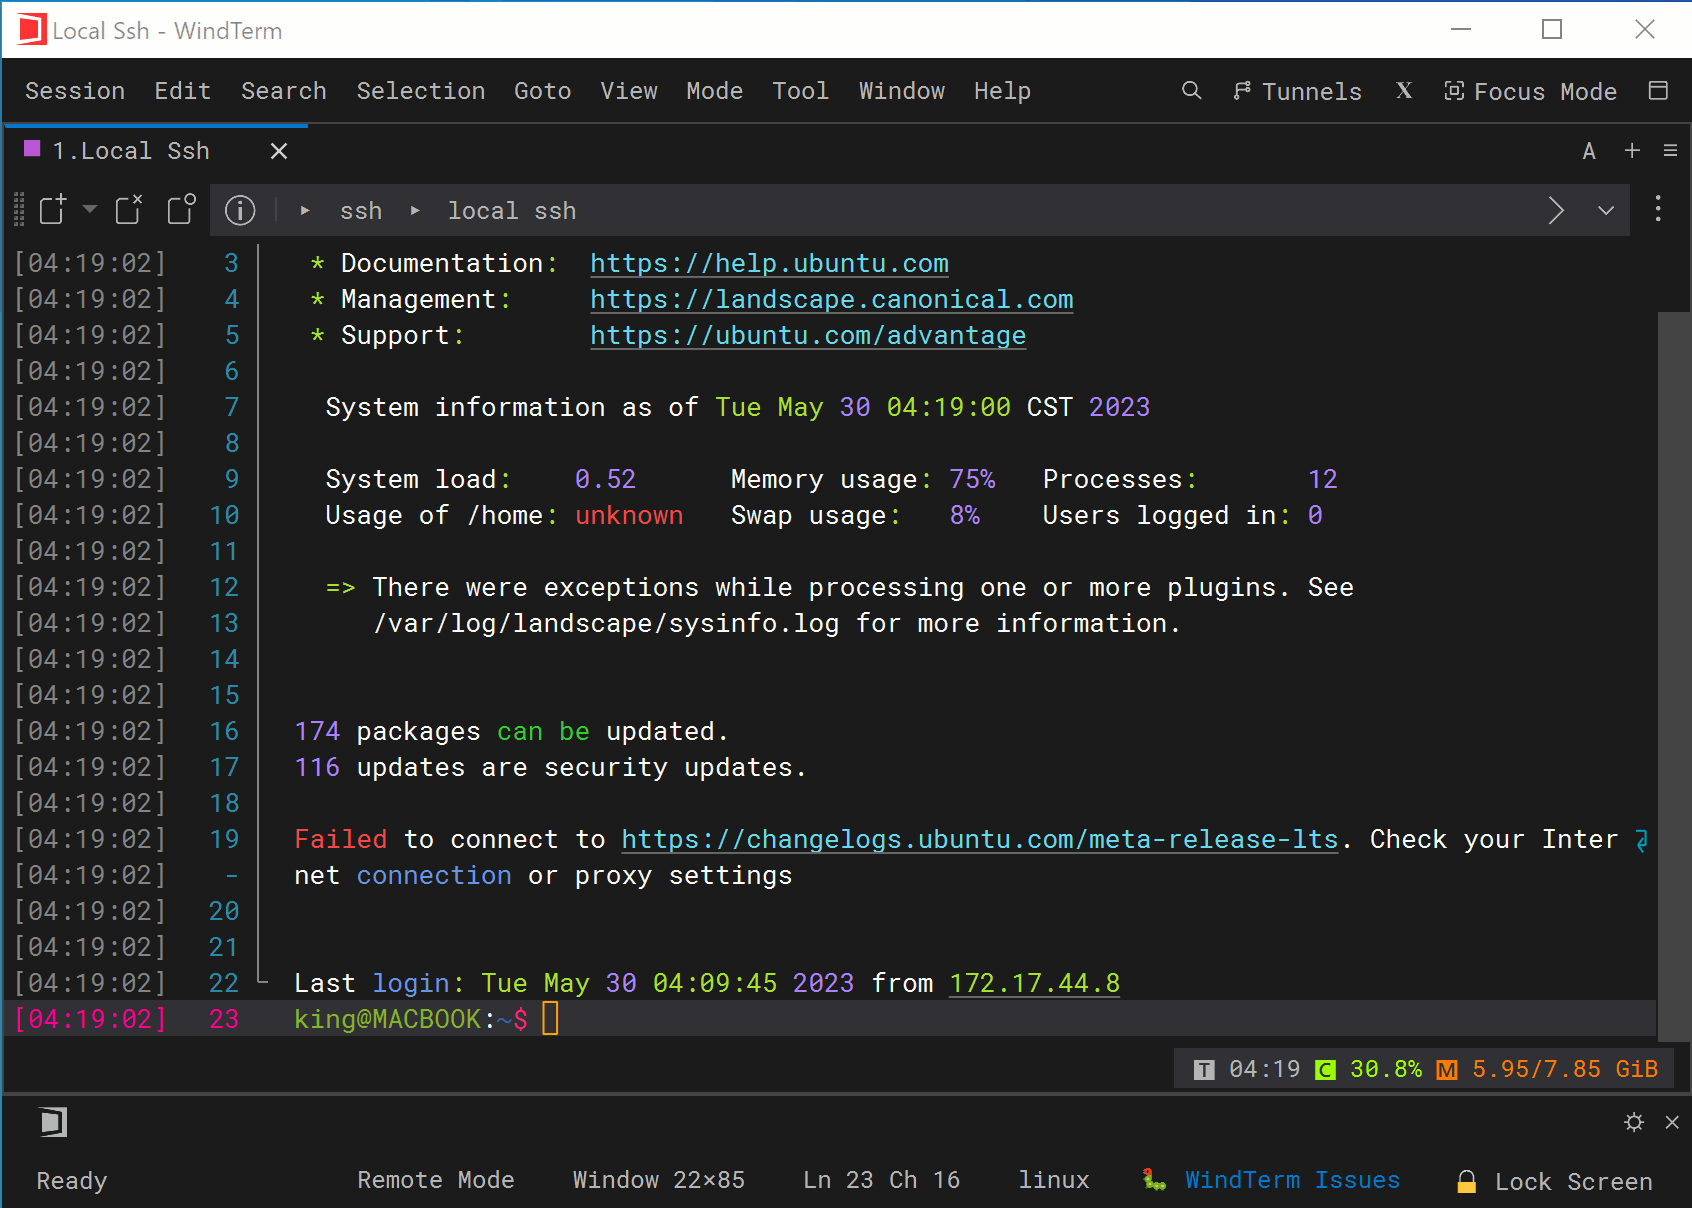 Local Ssh - WindTerm
Session Edit Search Selection Goto View Mode Tool Window Help Tunnels X Focus Mode
1.Local Ssh A
ssh local ssh
[04:19:02] 3 * Documentation: https://help.ubuntu.com
[04:19:02] 4 * Management: https://landscape.canonical.com
[04:19:02] 5 * Support: https://ubuntu.com/advantage
[04:19:02] 6
[04:19:02] 7 System information as of Tue May 30 04:19:00 CST 2023
[04:19:02] 8
[04:19:02] 9 System load: 0.52 Memory usage: 75% Processes: 12
[04:19:02] 10 Usage of /home: unknown Swap usage: 8% Users logged in: 0
[04:19:02] 11
[04:19:02] 12 => There were exceptions while processing one or more plugins. See
[04:19:02] 13 /var/log/landscape/sysinfo.log for more information.
[04:19:02] 14
[04:19:02] 15
[04:19:02] 16 174 packages can be updated.
[04:19:02] 17 116 updates are security updates.
[04:19:02] 18
[04:19:02] 19 Failed to connect to https://changelogs.ubuntu.com/meta-release-lts. Check your Inter
[04:19:02] - net connection or proxy settings
[04:19:02] 20
[04:19:02] 21
[04:19:02] 22 Last login: Tue May 30 04:09:45 2023 from 172.17.44.8
[04:19:02] 23 king@MACBOOK:~$
T 04:19 C 30.8% M 5.95/7.85 GiB
Ready Remote Mode Window 22×85 Ln 23 Ch 16 linux WindTerm Issues Lock Screen